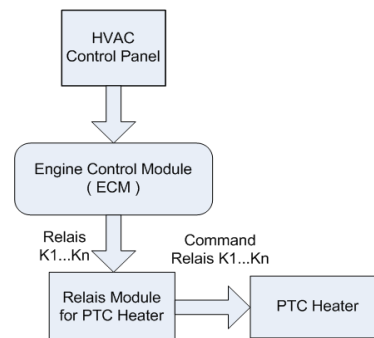 HVAC
Control Panel
Engine Control Module
( ECM )
Relais
K1...Kn
Command
Relais K1...Kn
Relais Module
for PTC Heater
PTC Heater